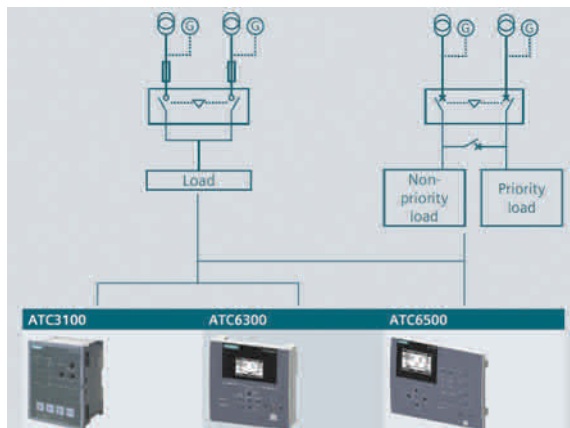 G
G
G
G
Load
Non-
priority
load
Priority
load
ATC3100
ATC6300
ATC6500